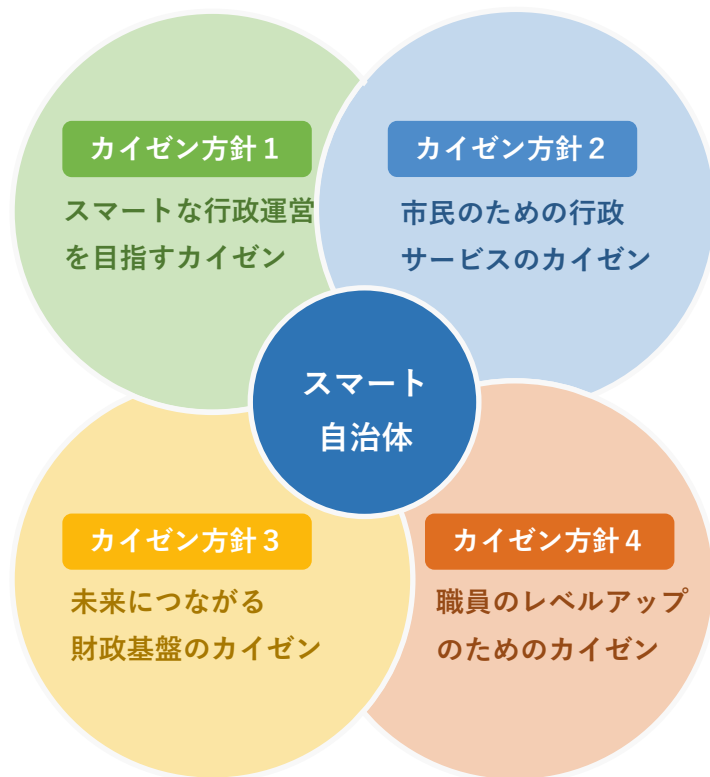 カイゼン方針１
スマートな行政運営
を目指すカイゼン
カイゼン方針２
市民のための行政
サービスのカイゼン
スマート
自治体
カイゼン方針３
未来につながる
財政基盤のカイゼン
カイゼン方針４
職員のレベルアップ
のためのカイゼン